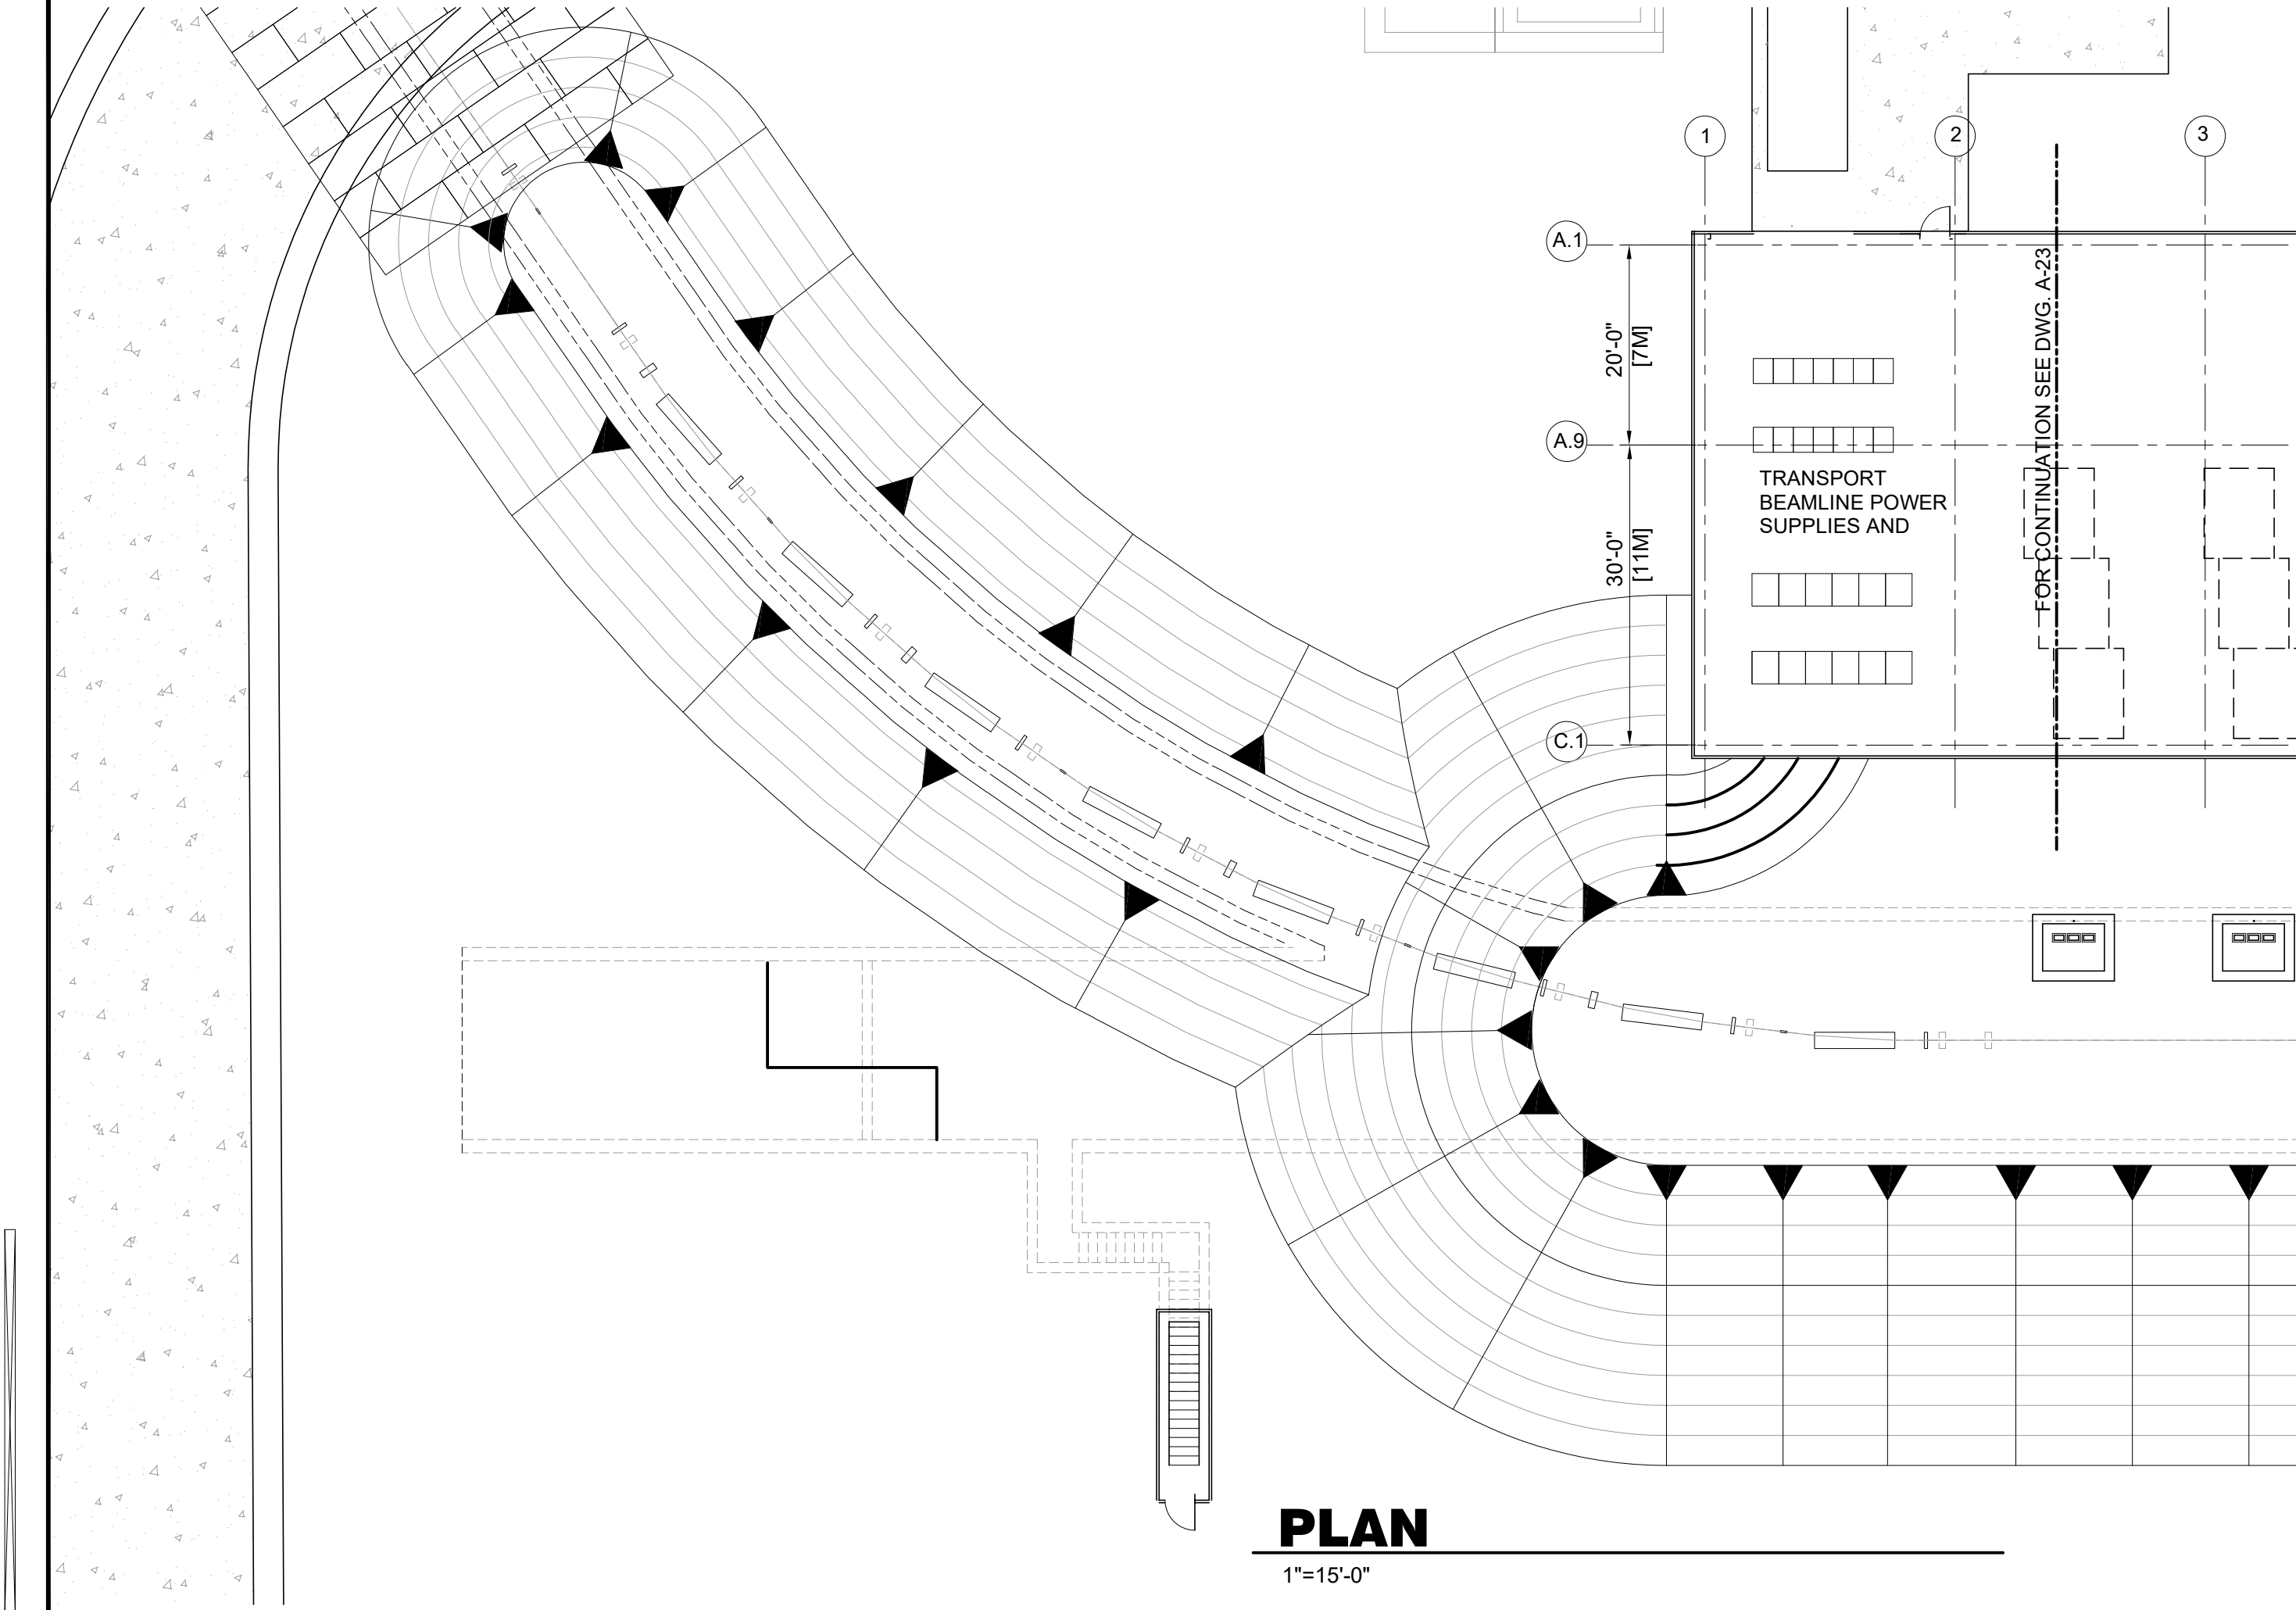 1
2
3
A.1
20'-0"
[7M]
FOR CONTINUATION SEE DWG. A-23
A.9
TRANSPORT
BEAMLINE POWER
SUPPLIES AND
30'-0"
[11M]
C.1
PLAN
1"=15'-0"